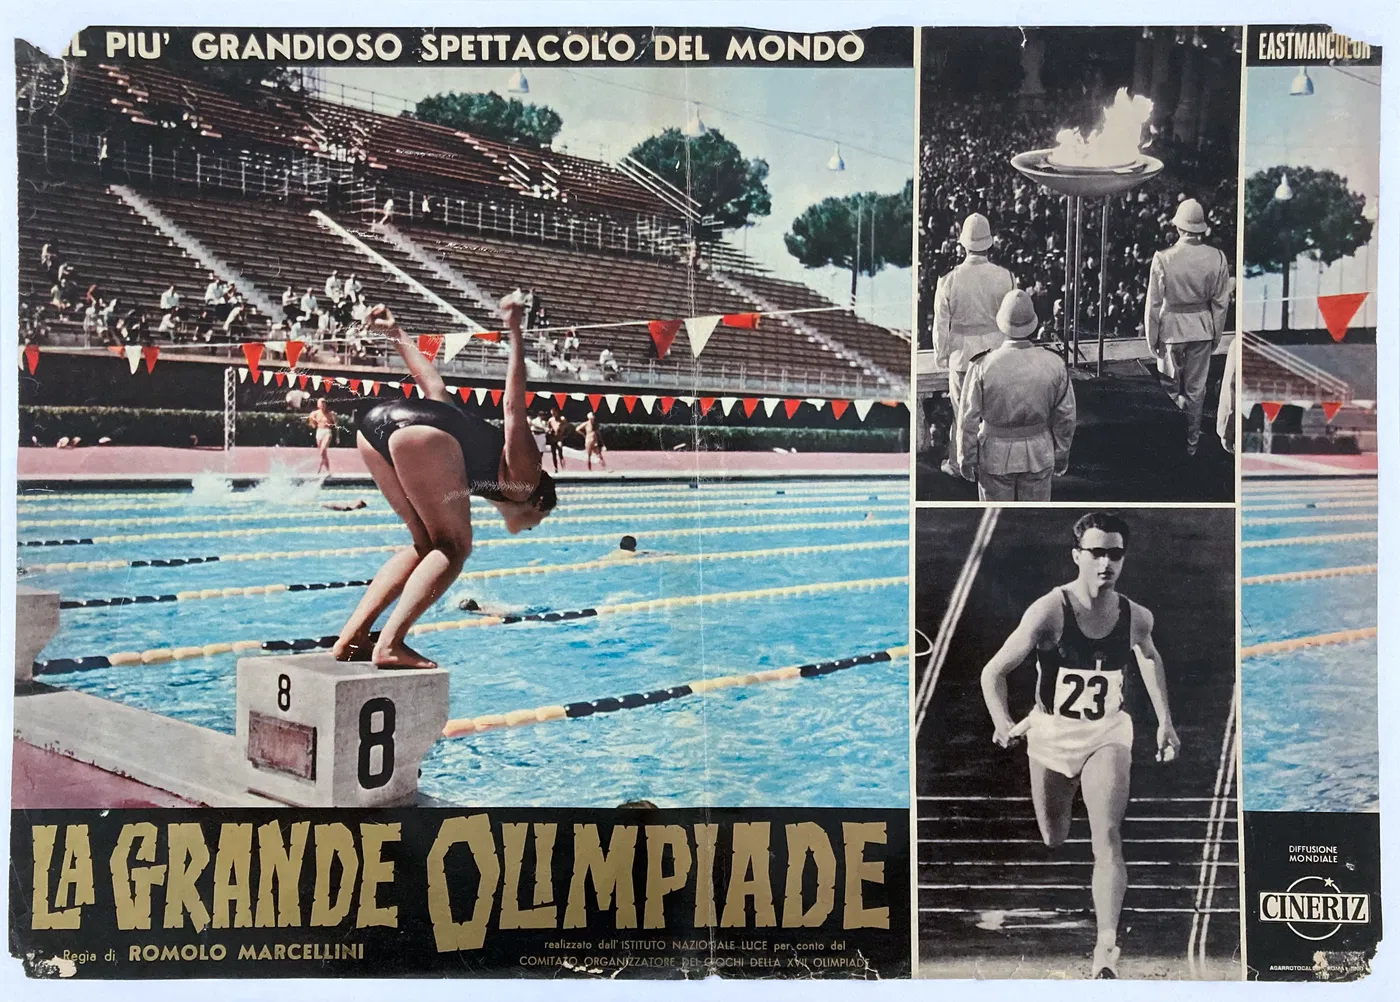 IL PIU' GRANDIOSO SPETTACOLO DEL MONDO
EASTMANCOLOR
8
8
23
LA GRANDE OLIMPIADE
Regia di ROMOLO MARCELLINI
realizzato dall' ISTITUTO NAZIONALE LUCE per conto del
COMITATO ORGANIZZATORE DEI GIOCHI DELLA XVII OLIMPIADE
DIFFUSIONE
MONDIALE
CINERIZ